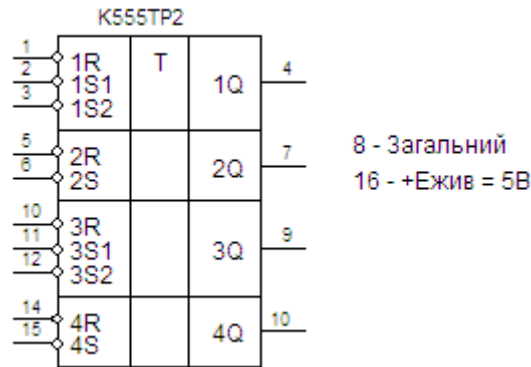 К555ТР2
1 1R T 1Q 4
2 1S1
3 1S2
5 2R 2Q 7
6 2S
10 3R 3Q 9
11 3S1
12 3S2
14 4R 4Q 10
15 4S
8 - Загальний
16 - +Ежив = 5В